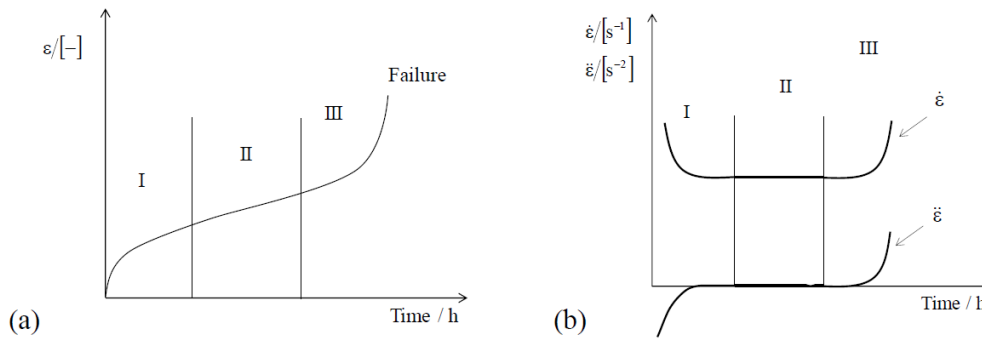 ε/[–]
Failure
III
II
I
Time / h
(a)
ε̇/[s⁻¹]
ε̈/[s⁻²]
III
II
I
ε̇
ε̈
Time / h
(b)